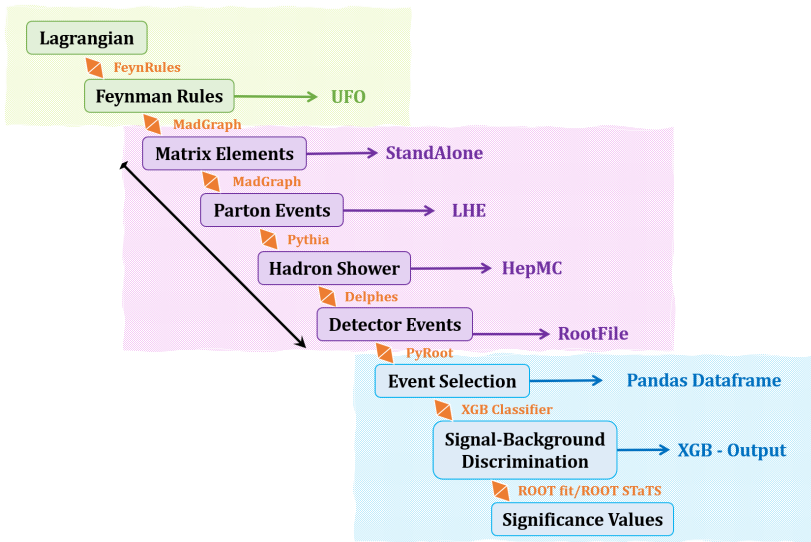 Lagrangian
FeynRules
Feynman Rules
UFO
MadGraph
Matrix Elements
StandAlone
MadGraph
Parton Events
LHE
Pythia
Hadron Shower
HepMC
Delphes
Detector Events
RootFile
PyRoot
Event Selection
Pandas Dataframe
XGB Classifier
Signal-Background
Discrimination
XGB - Output
ROOT fit/ROOT STaTS
Significance Values